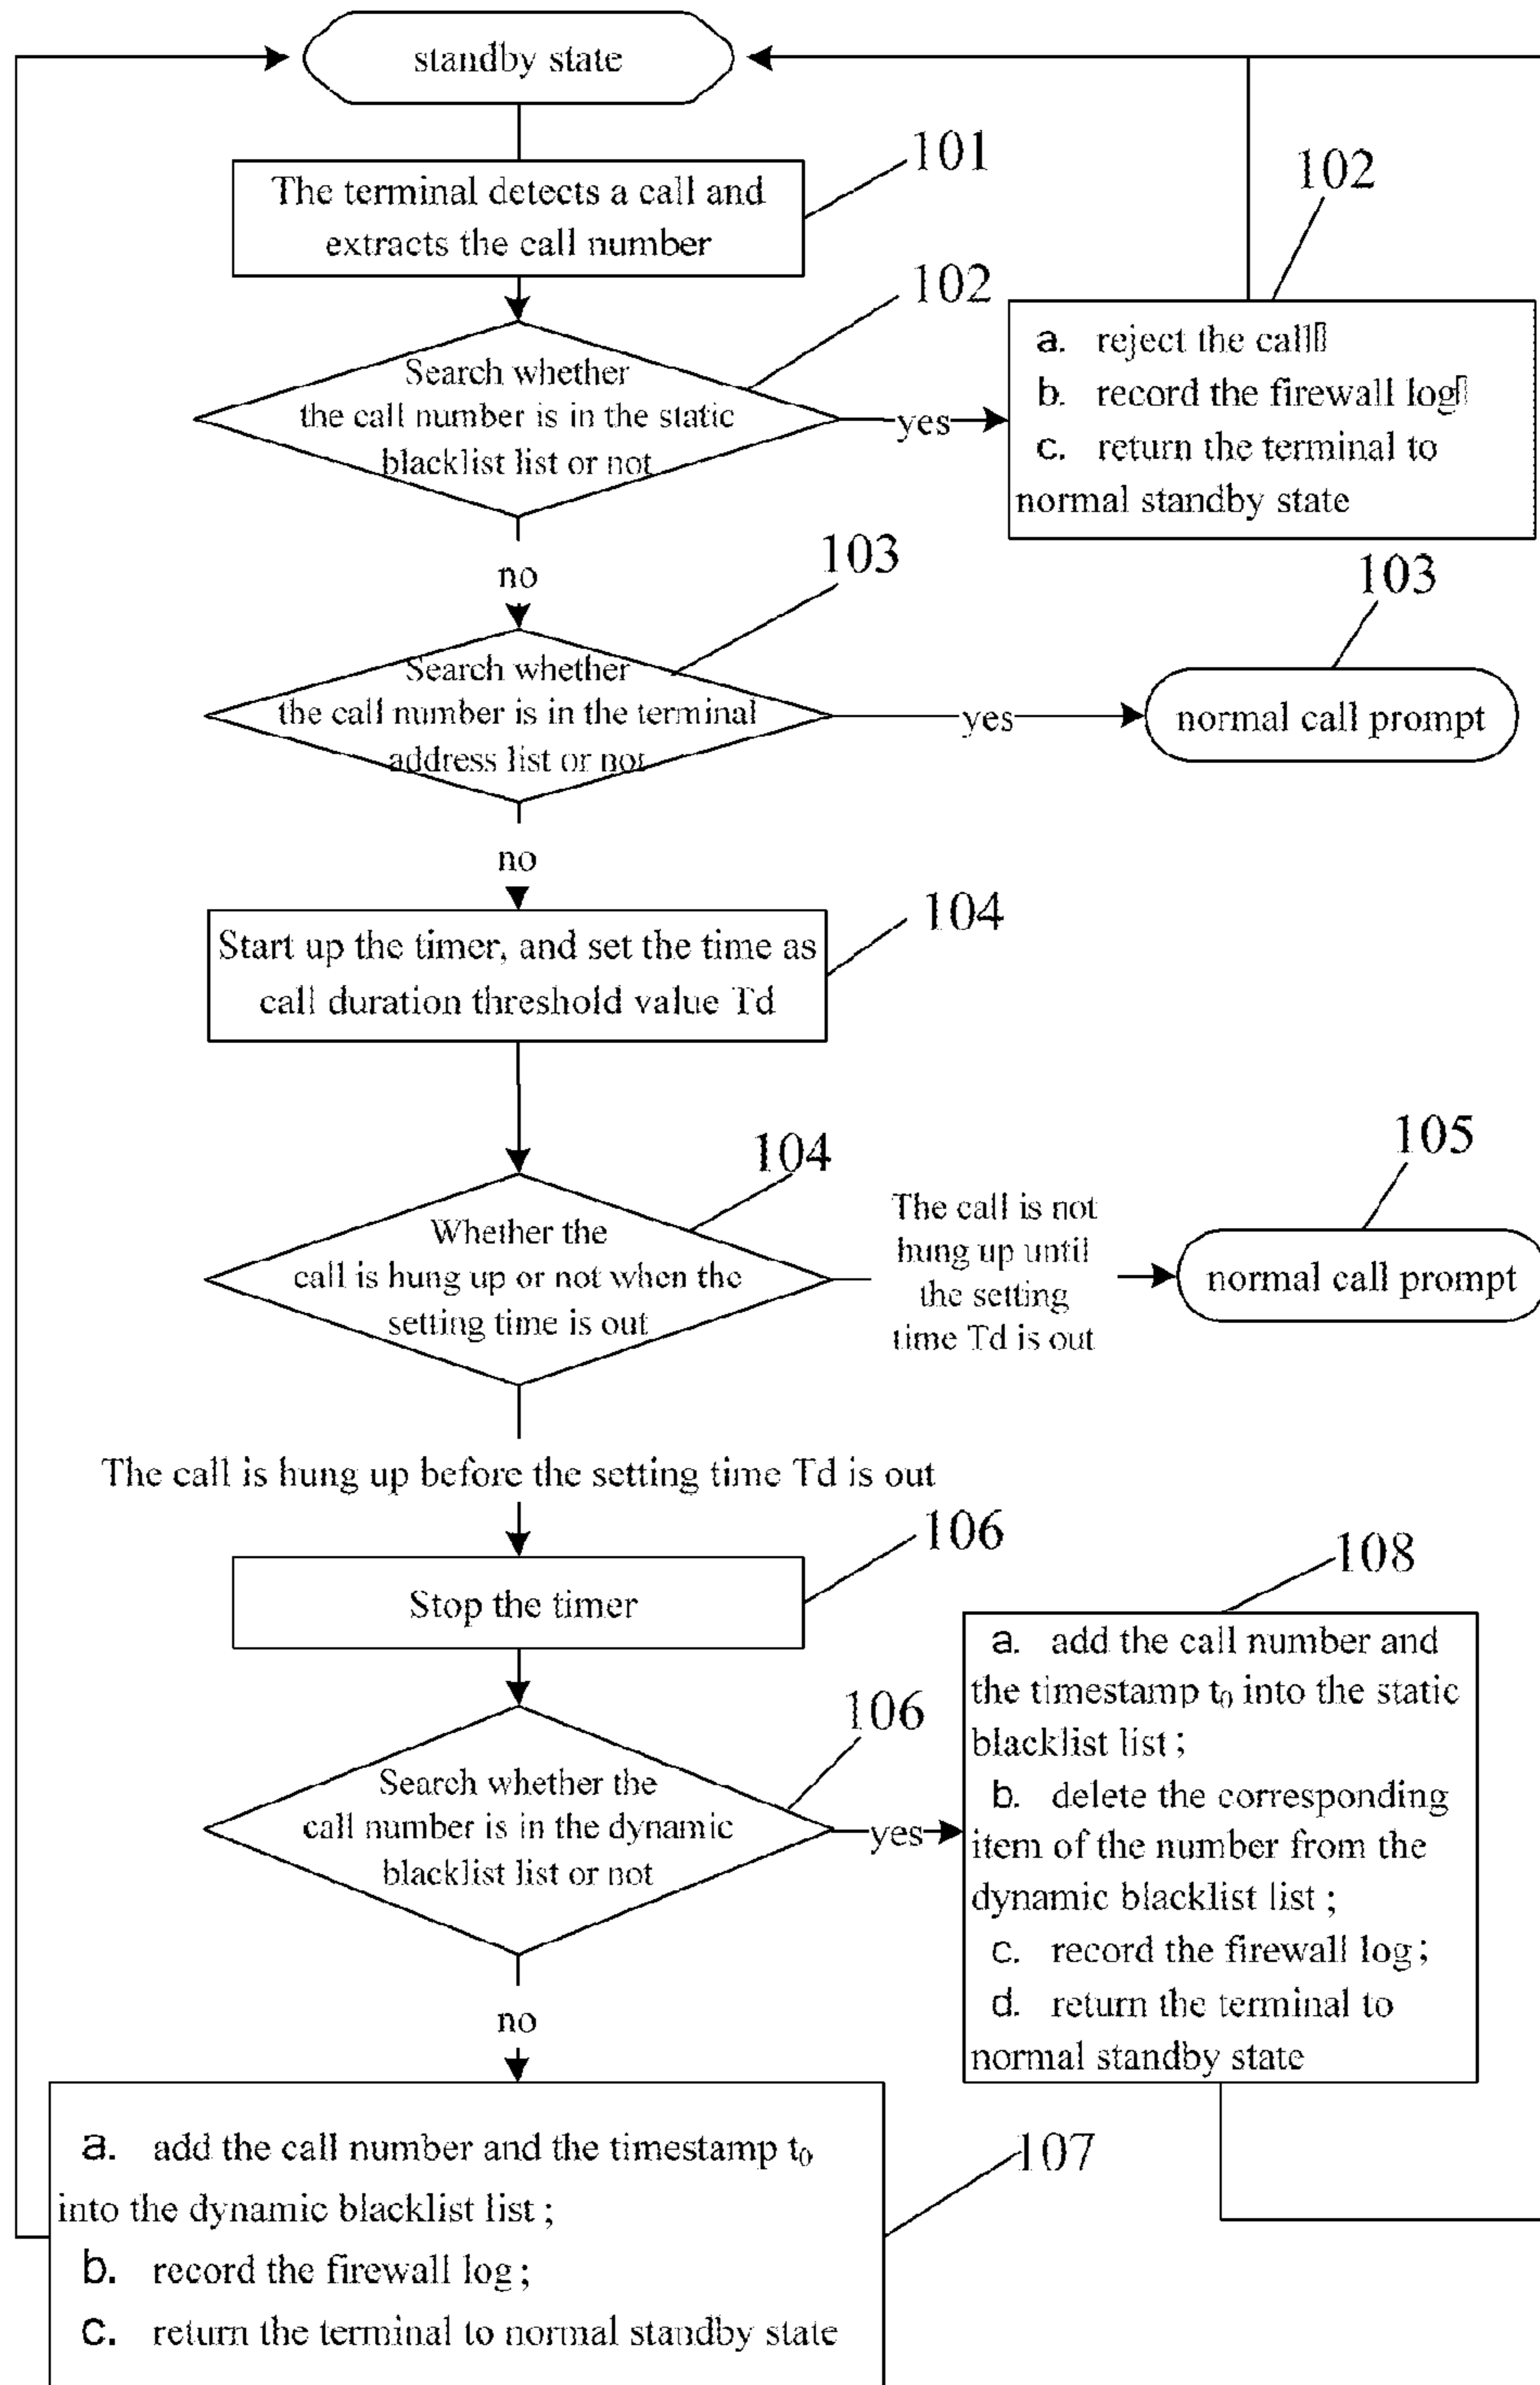 standby state
101
The terminal detects a call and
extracts the call number
102
102
Search whether
the call number is in the static
blacklist list or not
yes
a. reject the call
b. record the firewall log
c. return the terminal to
normal standby state
no
103
103
Search whether
the call number is in the terminal
address list or not
yes
normal call prompt
no
104
Start up the timer, and set the time as
call duration threshold value Td
104
105
Whether the
call is hung up or not when the
setting time is out
The call is not
hung up until
the setting
time Td is out
normal call prompt
The call is hung up before the setting time Td is out
106
Stop the timer
106
Search whether the
call number is in the dynamic
blacklist list or not
yes
108
a. add the call number and
the timestamp t₀ into the static
blacklist list;
b. delete the corresponding
item of the number from the
dynamic blacklist list;
c. record the firewall log;
d. return the terminal to
normal standby state
no
107
a. add the call number and the timestamp t₀
into the dynamic blacklist list;
b. record the firewall log;
c. return the terminal to normal standby state